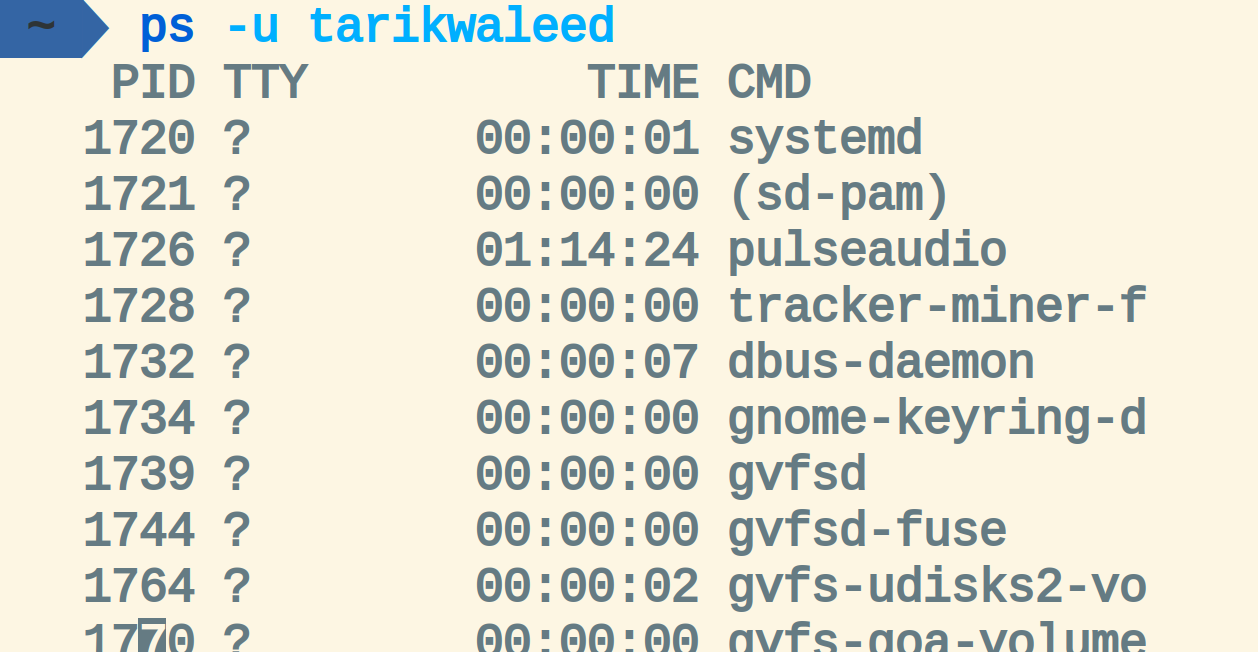 ~ ps -u tarikwaleed
PID TTY TIME CMD
1720 ? 00:00:01 systemd
1721 ? 00:00:00 (sd-pam)
1726 ? 01:14:24 pulseaudio
1728 ? 00:00:00 tracker-miner-f
1732 ? 00:00:07 dbus-daemon
1734 ? 00:00:00 gnome-keyring-d
1739 ? 00:00:00 gvfsd
1744 ? 00:00:00 gvfsd-fuse
1764 ? 00:00:02 gvfs-udisks2-vo
1770 ? 00:00:00 gvfs-goa-volume